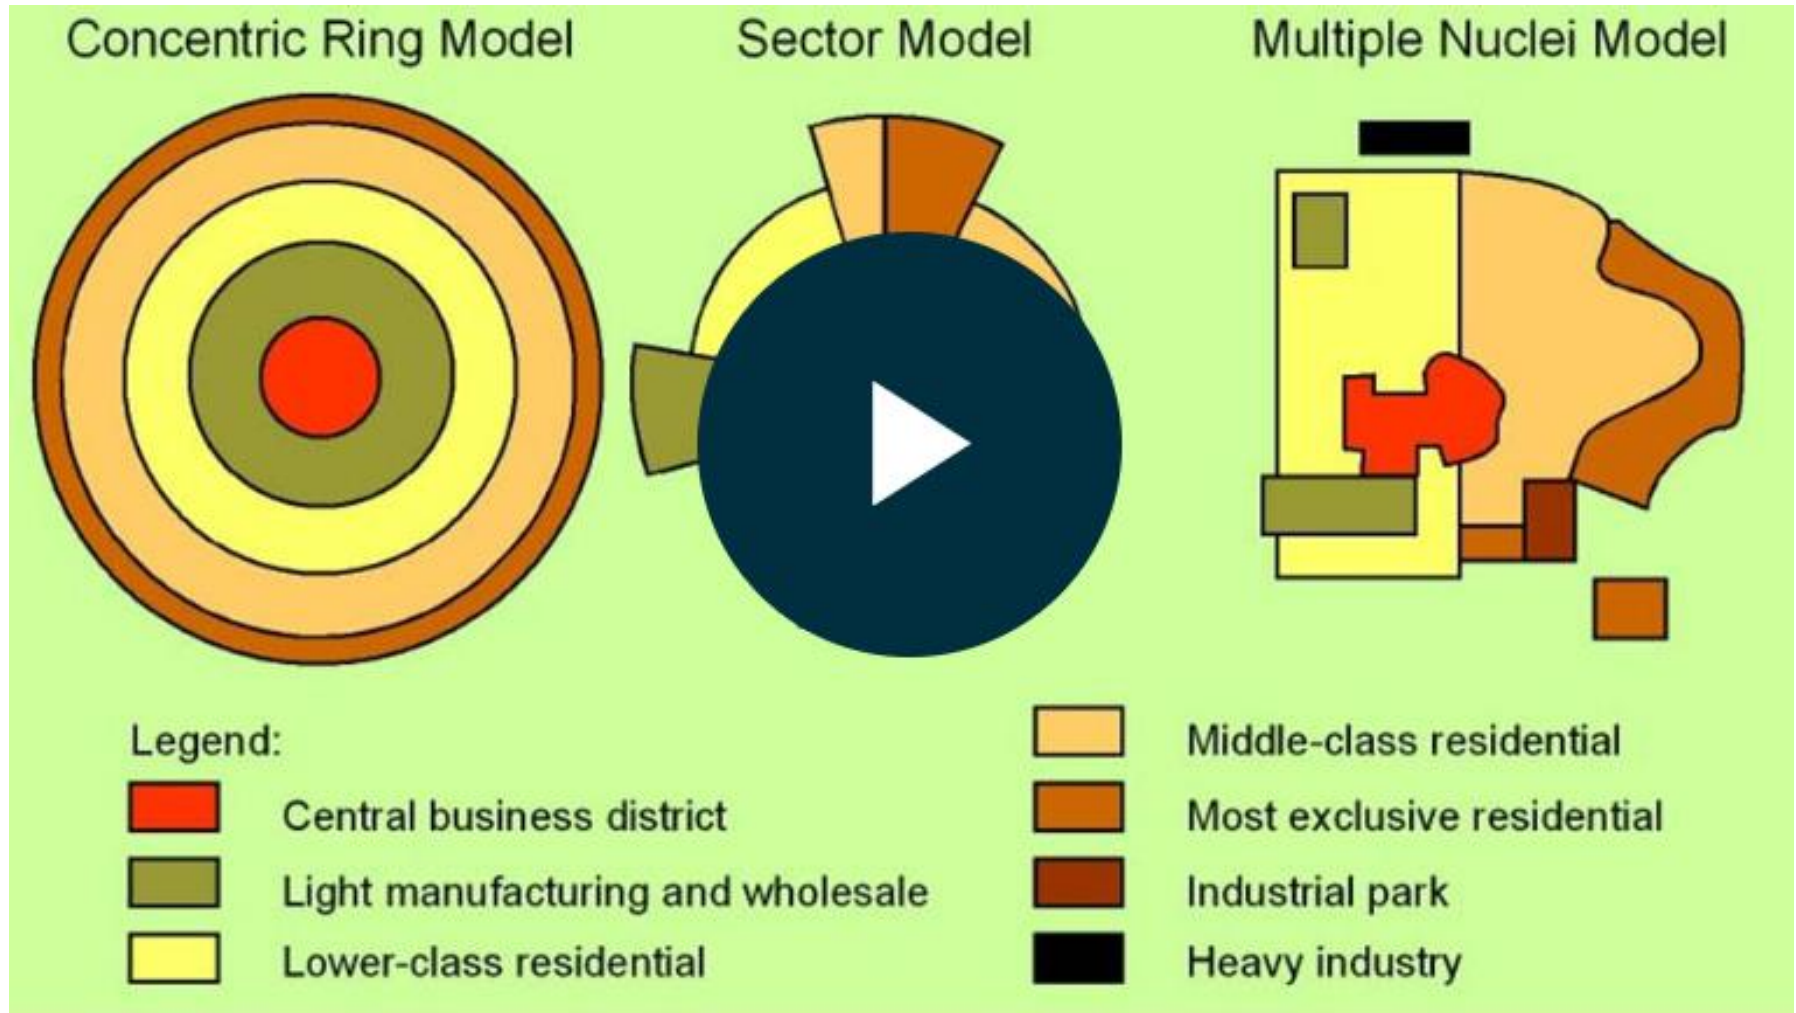 Concentric Ring Model
Sector Model
Multiple Nuclei Model
Legend:
Central business district
Light manufacturing and wholesale
Lower-class residential
Middle-class residential
Most exclusive residential
Industrial park
Heavy industry